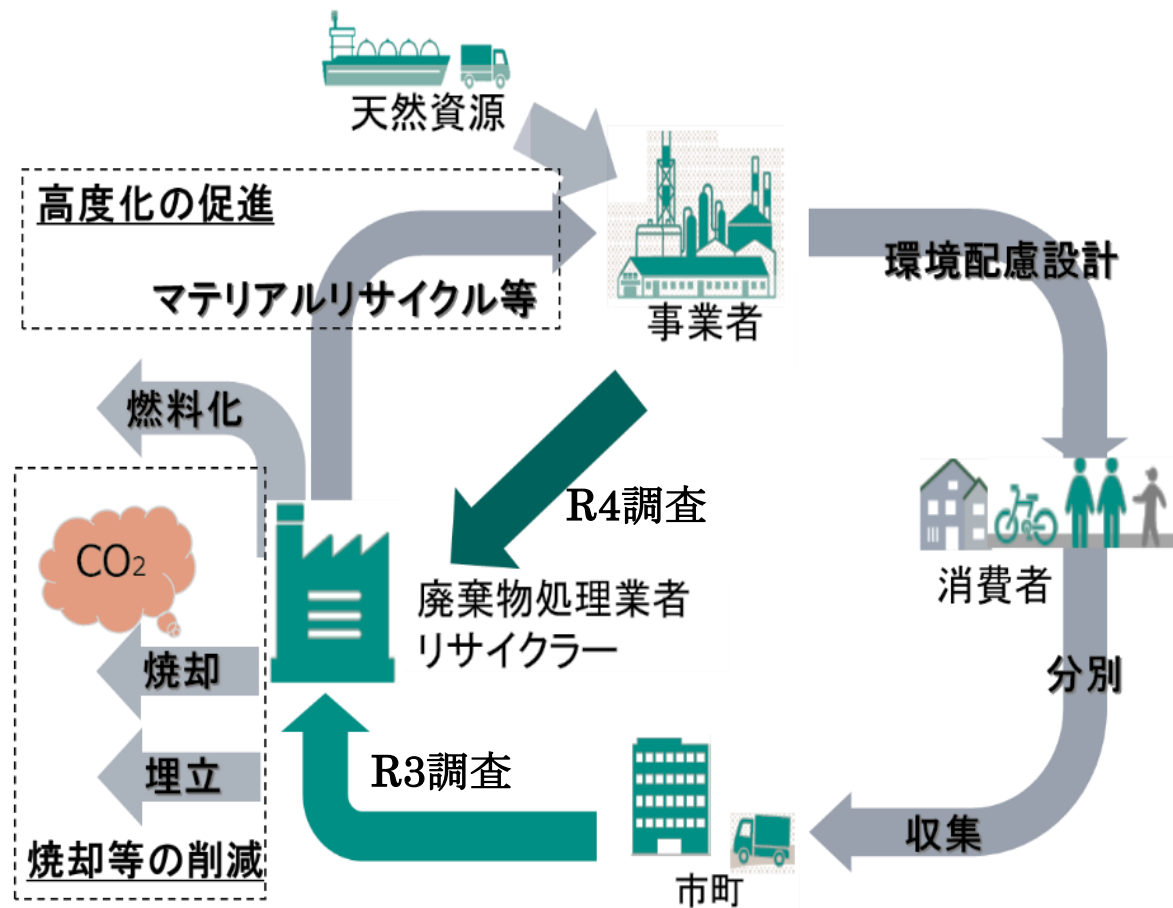 天然資源
高度化の促進
マテリアルリサイクル等
事業者
環境配慮設計
燃料化
R4調査
CO₂
廃棄物処理業者
リサイクラー
消費者
焼却
分別
埋立
R3調査
焼却等の削減
収集
市町